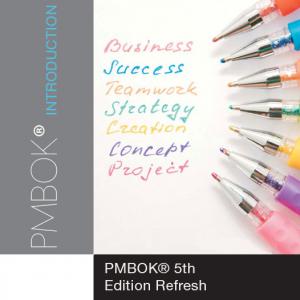 PMBOK® INTRODUCTION
Business
Success
Teamwork
Strategy
Creation
Concept
Project
PMBOK® 5th
Edition Refresh